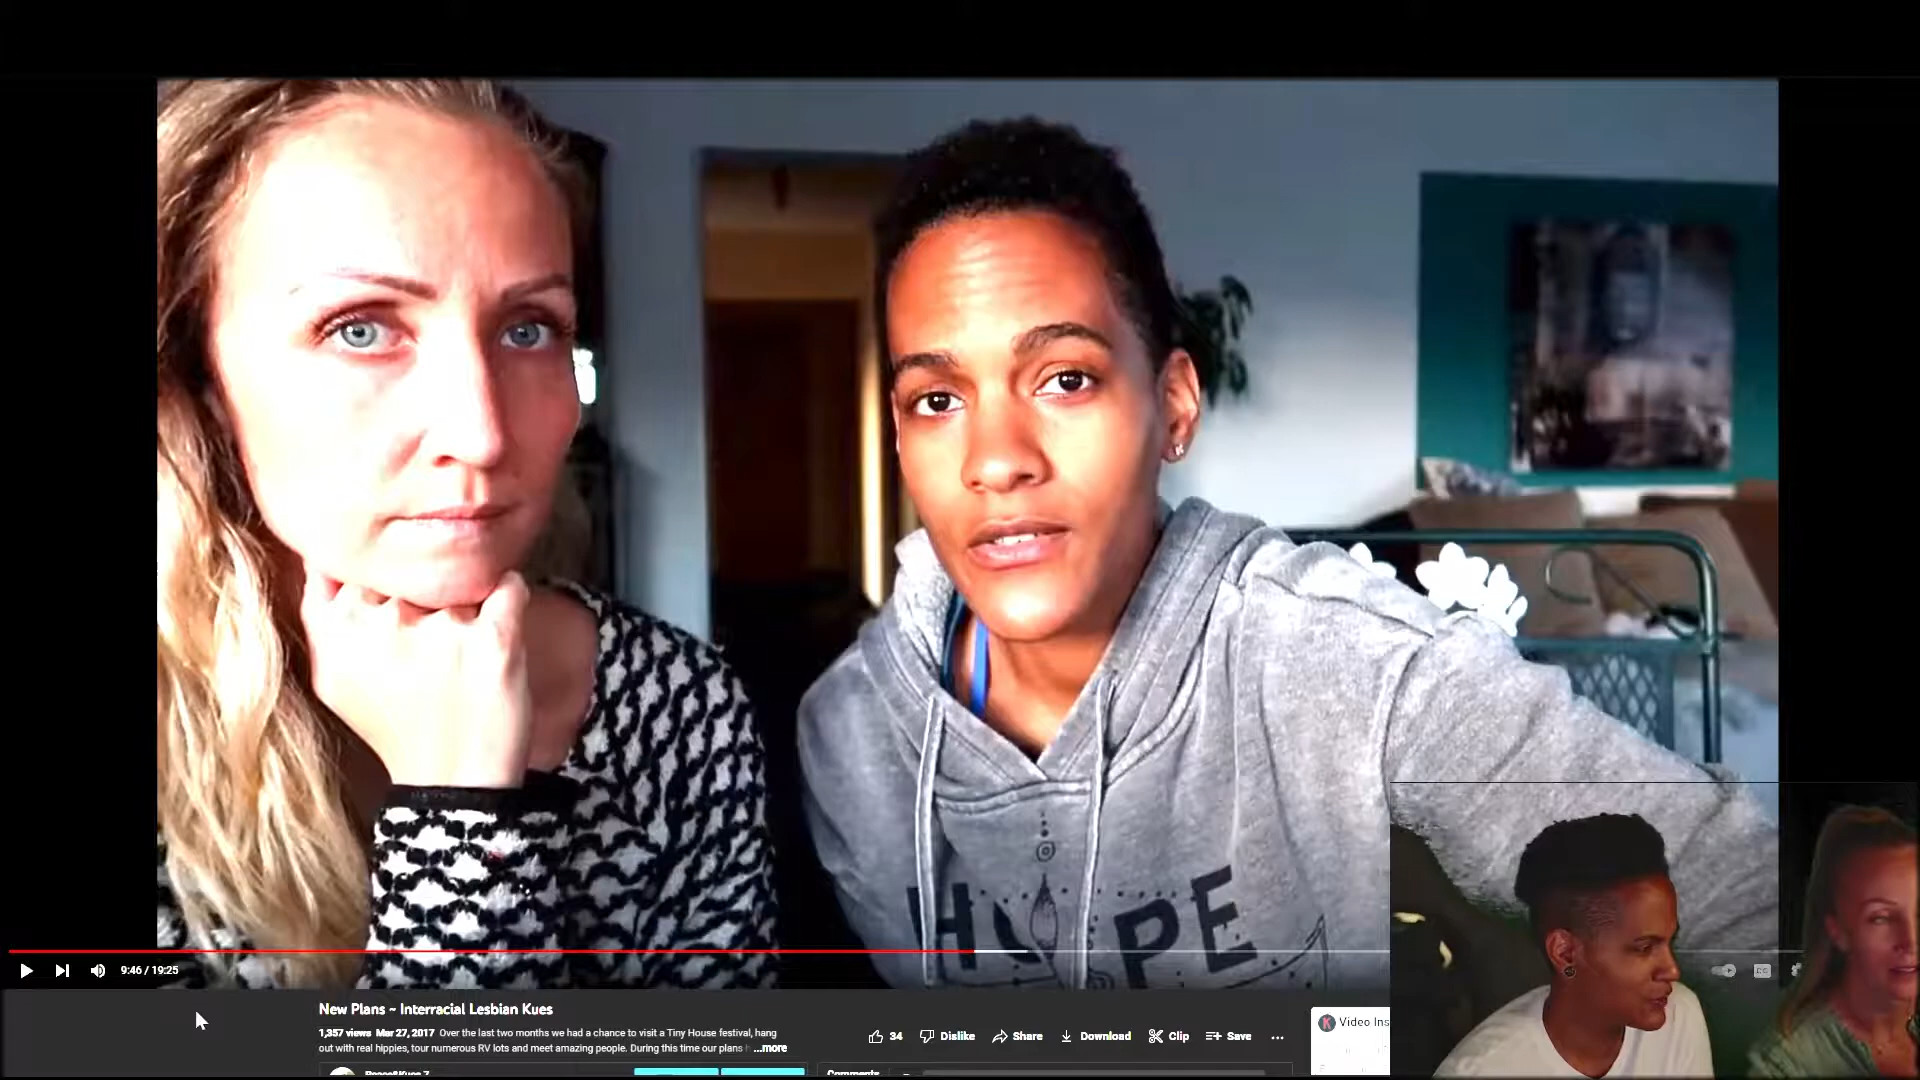 HOPE
9:46 / 19:25
New Plans ~ Interracial Lesbian Kues
1,357 views Mar 27, 2017 Over the last two months we had a chance to visit a Tiny House festival, hang
out with real hippies, tour numerous RV lots and meet amazing people. During this time our plans ...more
34 Dislike Share Download Clip Save
K Video Ins
Comments